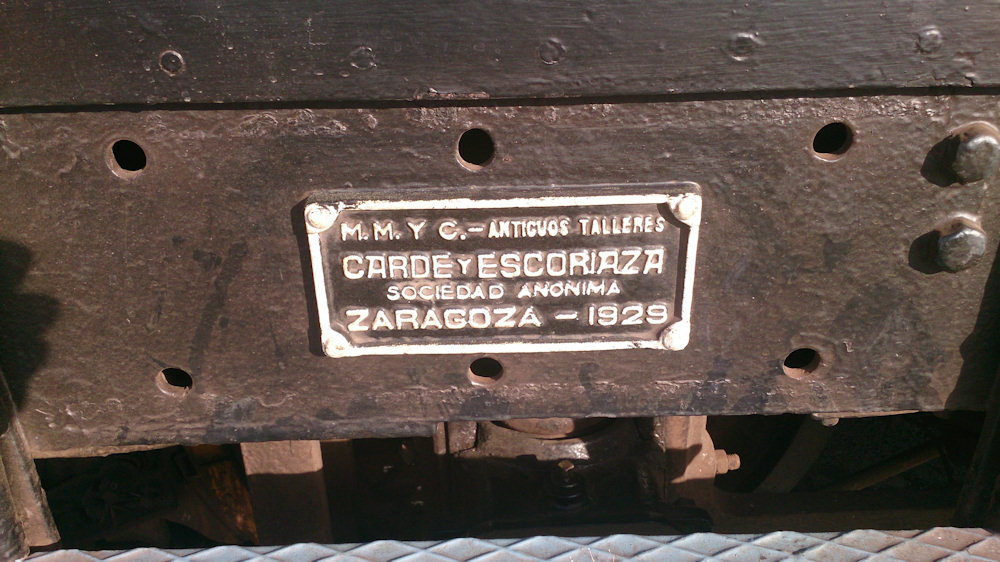 M. M. Y C. - ANTIGUOS TALLERES
CARDE Y ESCORIAZA
SOCIEDAD ANONIMA
ZARAGOZA - 1929